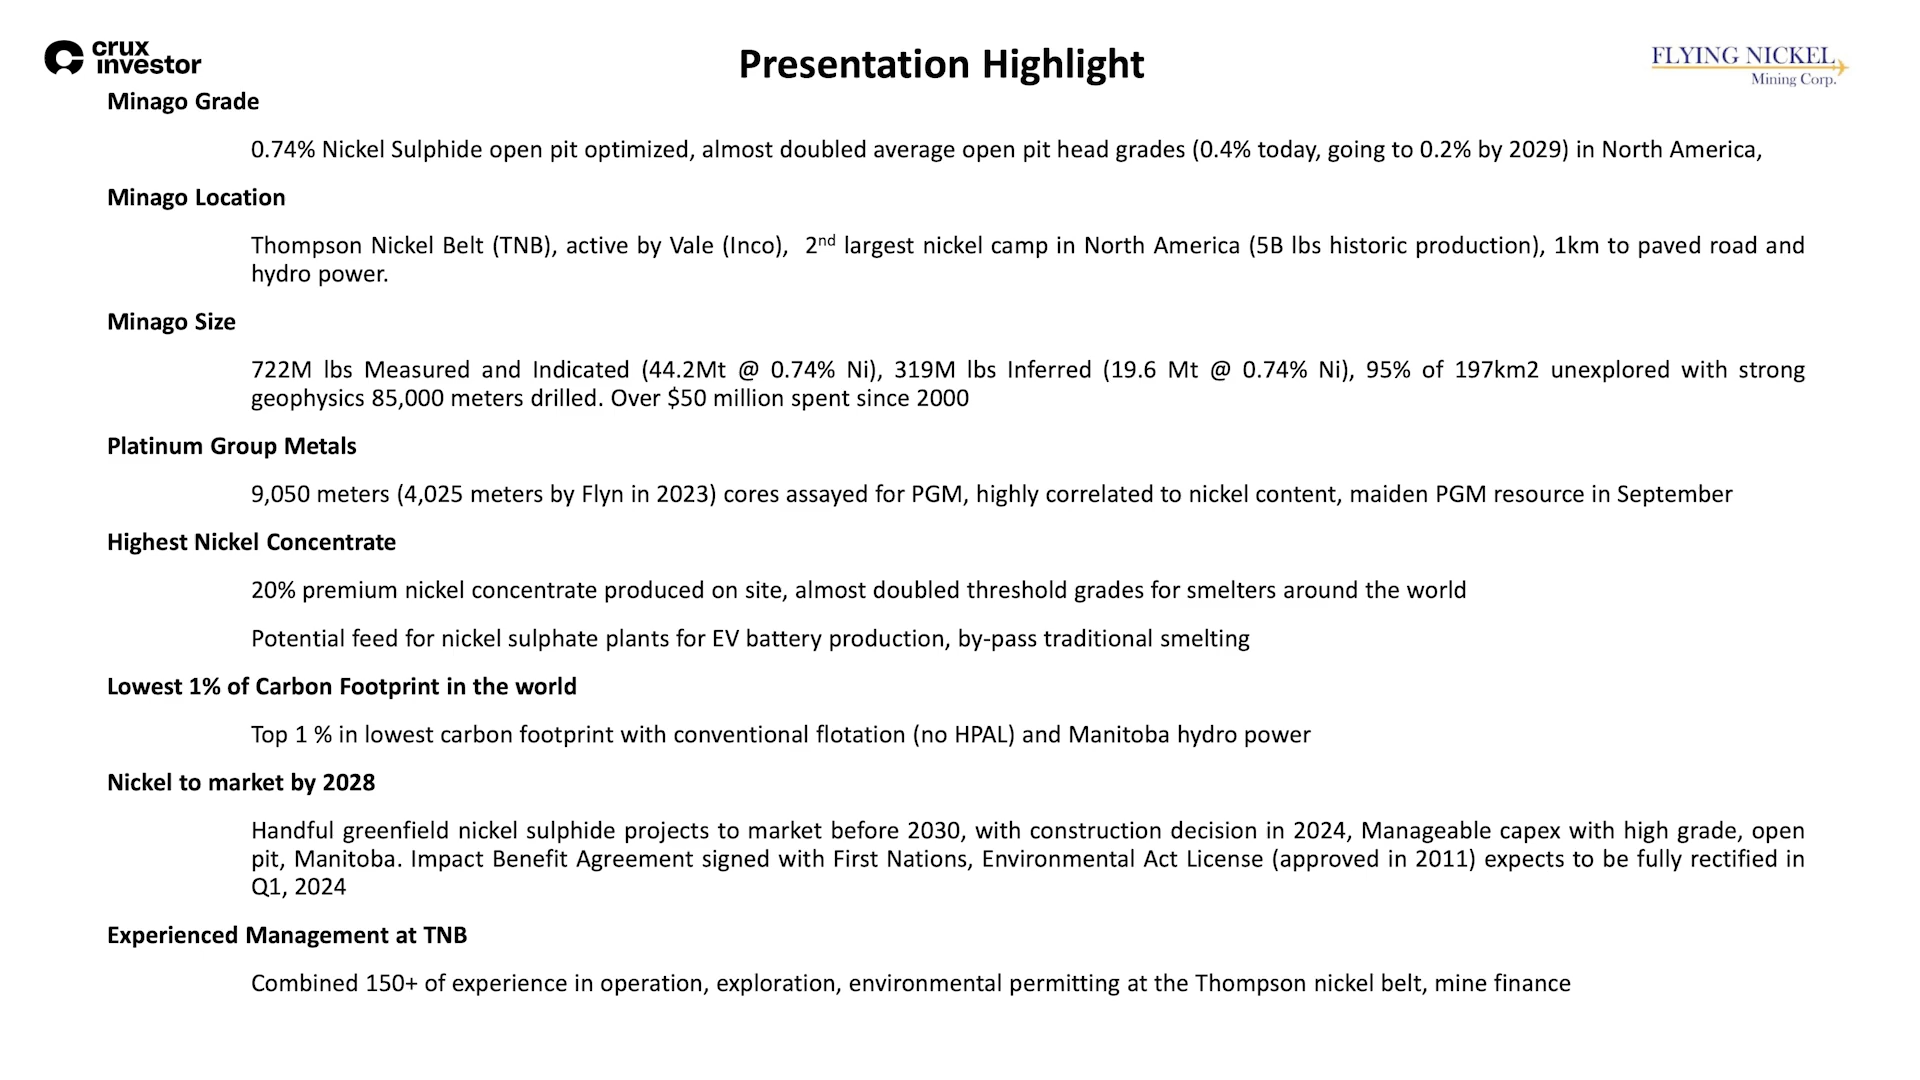 crux
investor
Presentation Highlight
FLYING NICKEL
Mining Corp.
Minago Grade
0.74% Nickel Sulphide open pit optimized, almost doubled average open pit head grades (0.4% today, going to 0.2% by 2029) in North America,
Minago Location
Thompson Nickel Belt (TNB), active by Vale (Inco), 2nd largest nickel camp in North America (5B lbs historic production), 1km to paved road and
hydro power.
Minago Size
722M lbs Measured and Indicated (44.2Mt @ 0.74% Ni), 319M lbs Inferred (19.6 Mt @ 0.74% Ni), 95% of 197km2 unexplored with strong
geophysics 85,000 meters drilled. Over $50 million spent since 2000
Platinum Group Metals
9,050 meters (4,025 meters by Flyn in 2023) cores assayed for PGM, highly correlated to nickel content, maiden PGM resource in September
Highest Nickel Concentrate
20% premium nickel concentrate produced on site, almost doubled threshold grades for smelters around the world
Potential feed for nickel sulphate plants for EV battery production, by-pass traditional smelting
Lowest 1% of Carbon Footprint in the world
Top 1 % in lowest carbon footprint with conventional flotation (no HPAL) and Manitoba hydro power
Nickel to market by 2028
Handful greenfield nickel sulphide projects to market before 2030, with construction decision in 2024, Manageable capex with high grade, open
pit, Manitoba. Impact Benefit Agreement signed with First Nations, Environmental Act License (approved in 2011) expects to be fully rectified in
Q1, 2024
Experienced Management at TNB
Combined 150+ of experience in operation, exploration, environmental permitting at the Thompson nickel belt, mine finance